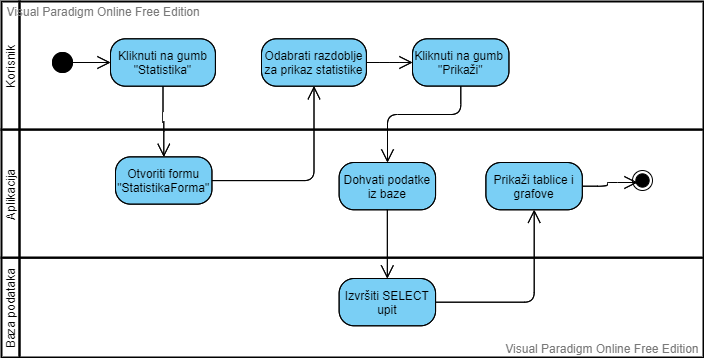 Visual Paradigm Online Free Edition
Korisnik
Kliknuti na gumb
"Statistika"
Odabrati razdoblje
za prikaz statistike
Kliknuti na gumb
"Prikaži"
Aplikacija
Otvoriti formu
"StatistikaForma"
Dohvati podatke
iz baze
Prikaži tablice i
grafove
Baza podataka
Izvršiti SELECT
upit
Visual Paradigm Online Free Edition